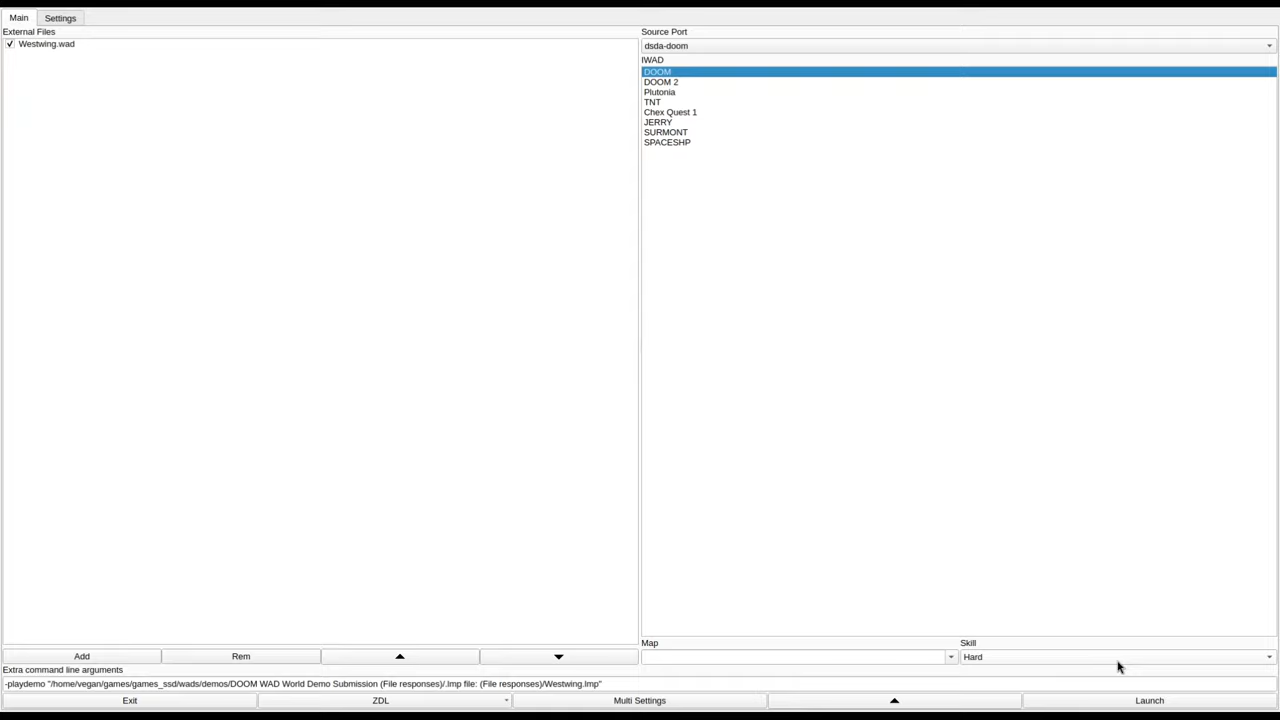 Main Settings
External Files
Westwing.wad
Source Port
dsda-doom
IWAD
DOOM
DOOM 2
Plutonia
TNT
Chex Quest 1
JERRY
SURMONT
SPACESHP
Map
Skill
Hard
Add Rem
Extra command line arguments
-playdemo "/home/vegan/games/games_ssd/wads/demos/DOOM WAD World Demo Submission (File responses)/.lmp file: (File responses)/Westwing.lmp"
Exit ZDL Multi Settings Launch